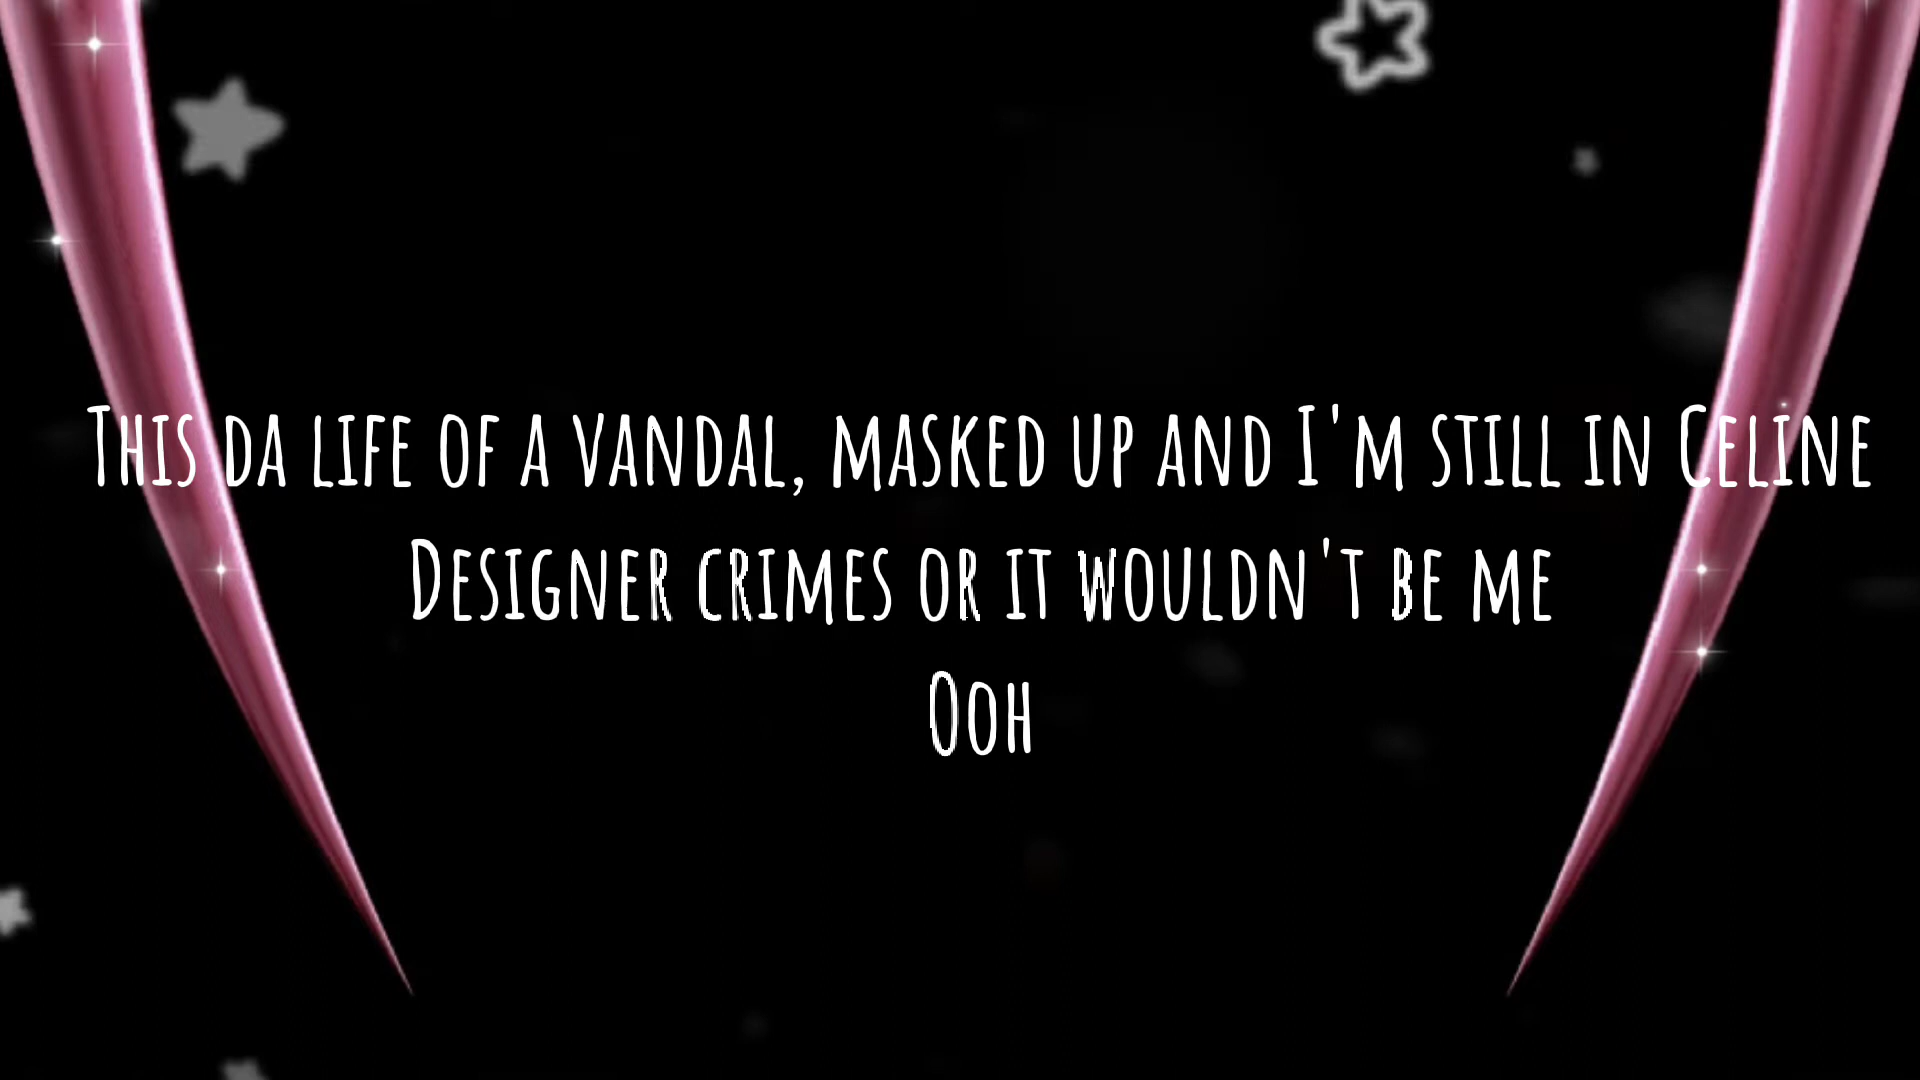 This da life of a vandal, masked up and I'm still in Celine
Designer crimes or it wouldn't be me
Ooh